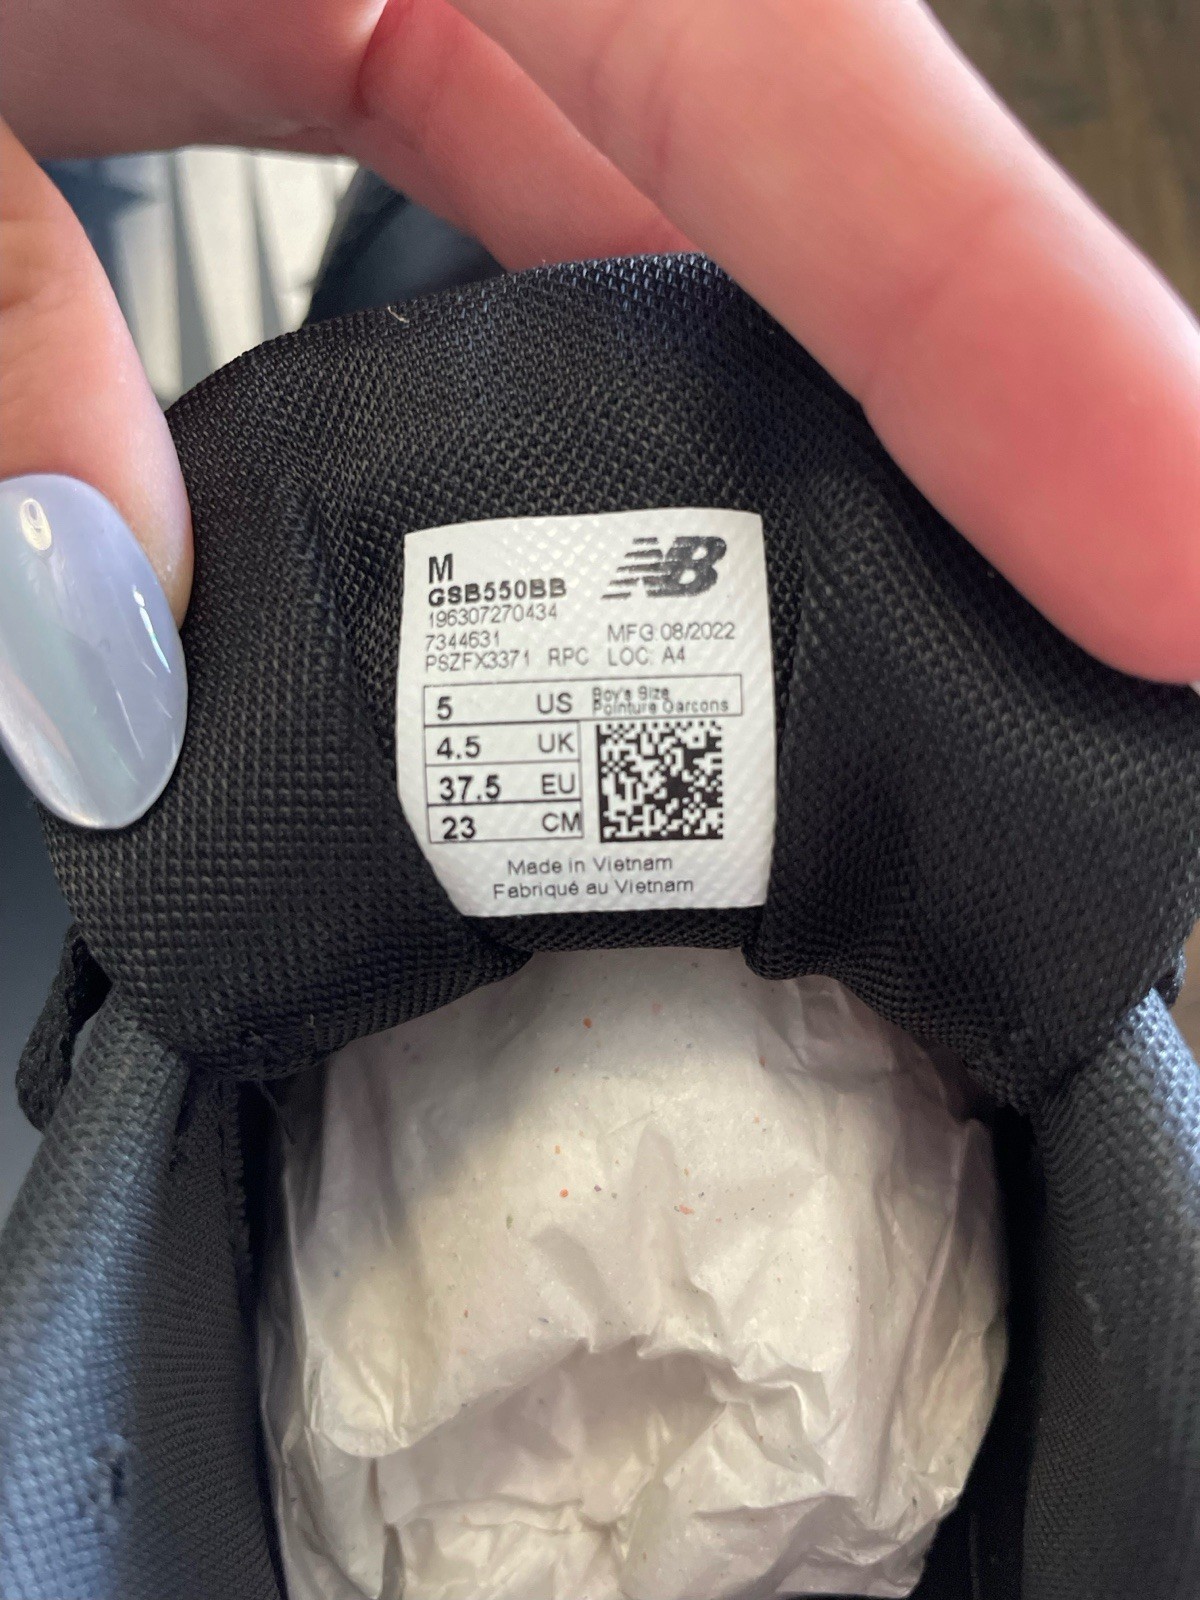 M
GSB550BB
196307270434
7344631 MFG 08/2022
PSZFX3371 RPC LOC: A4
NB
5 US Boy's Size
Pointure Garcons
4.5 UK
37.5 EU
23 CM
Made in Vietnam
Fabriqué au Vietnam